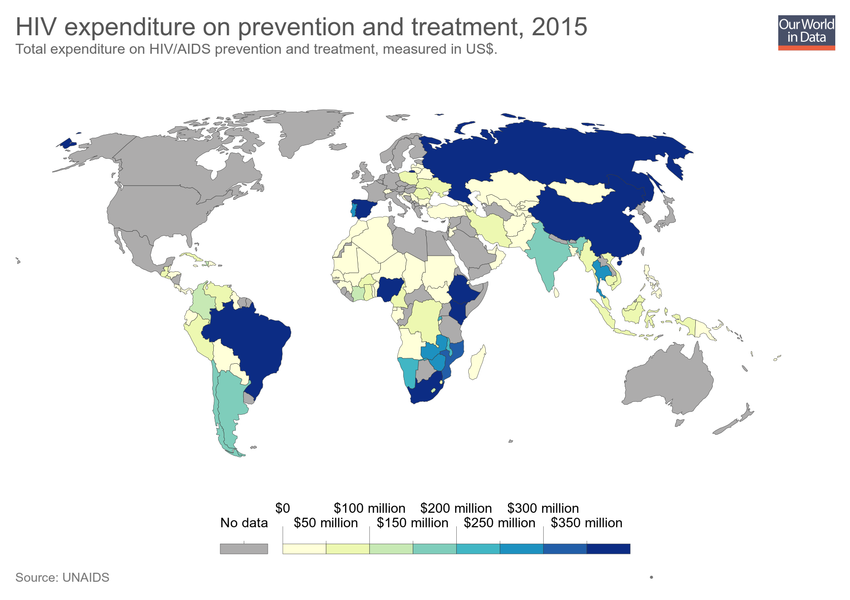 HIV expenditure on prevention and treatment, 2015
Total expenditure on HIV/AIDS prevention and treatment, measured in US$.
Our World
in Data
$0 $100 million $200 million $300 million
No data $50 million $150 million $250 million $350 million
Source: UNAIDS